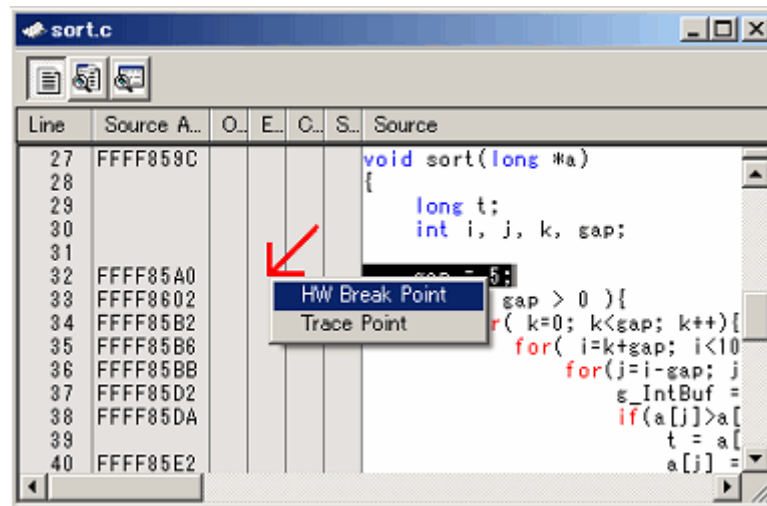 sort.c
Line Source A... O... E... C... S... Source
27 FFFF859C void sort(long *a)
28 {
29 long t;
30 int i, j, k, gap;
31
32 FFFF85A0 gap = 5;
33 FFFF8602 gap > 0 ){
HW Break Point
34 FFFF85B2 r( k=0; k<gap; k++){
Trace Point
35 FFFF85B6 for( i=k+gap; i<10
36 FFFF85BB for(j=i-gap; j
37 FFFF85D2 g_IntBuf =
38 FFFF85DA if(a[j]>a[
39 t = a[
40 FFFF85E2 a[j] =